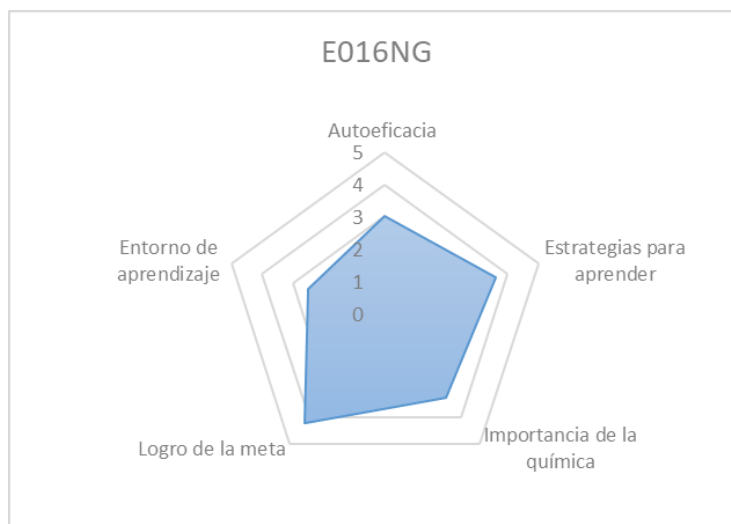 E016NG
Autoeficacia
5
4
3
2
1
0
Estrategias para
aprender
Importancia de la
química
Logro de la meta
Entorno de
aprendizaje